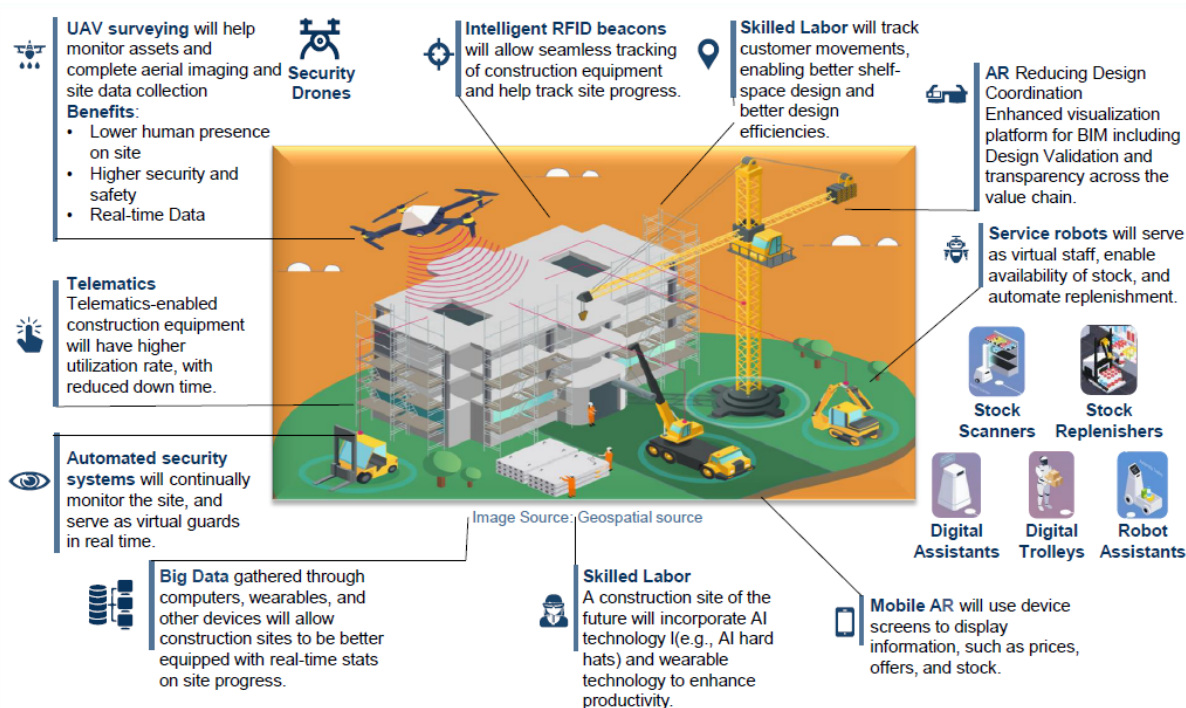 UAV surveying will help
monitor assets and
complete aerial imaging and
site data collection
Benefits:
• Lower human presence
on site
• Higher security and
safety
• Real-time Data
Security
Drones
Intelligent RFID beacons
will allow seamless tracking
of construction equipment
and help track site progress.
Skilled Labor will track
customer movements,
enabling better shelf-
space design and
better design
efficiencies.
AR Reducing Design
Coordination
Enhanced visualization
platform for BIM including
Design Validation and
transparency across the
value chain.
Service robots will serve
as virtual staff, enable
availability of stock, and
automate replenishment.
Stock
Scanners
Stock
Replenishers
Digital
Assistants
Digital
Trolleys
Robot
Assistants
Telematics
Telematics-enabled
construction equipment
will have higher
utilization rate, with
reduced down time.
Automated security
systems will continually
monitor the site, and
serve as virtual guards
in real time.
Image Source: Geospatial source
Big Data gathered through
computers, wearables, and
other devices will allow
construction sites to be better
equipped with real-time stats
on site progress.
Skilled Labor
A construction site of the
future will incorporate AI
technology I(e.g., AI hard
hats) and wearable
technology to enhance
productivity.
Mobile AR will use device
screens to display
information, such as prices,
offers, and stock.